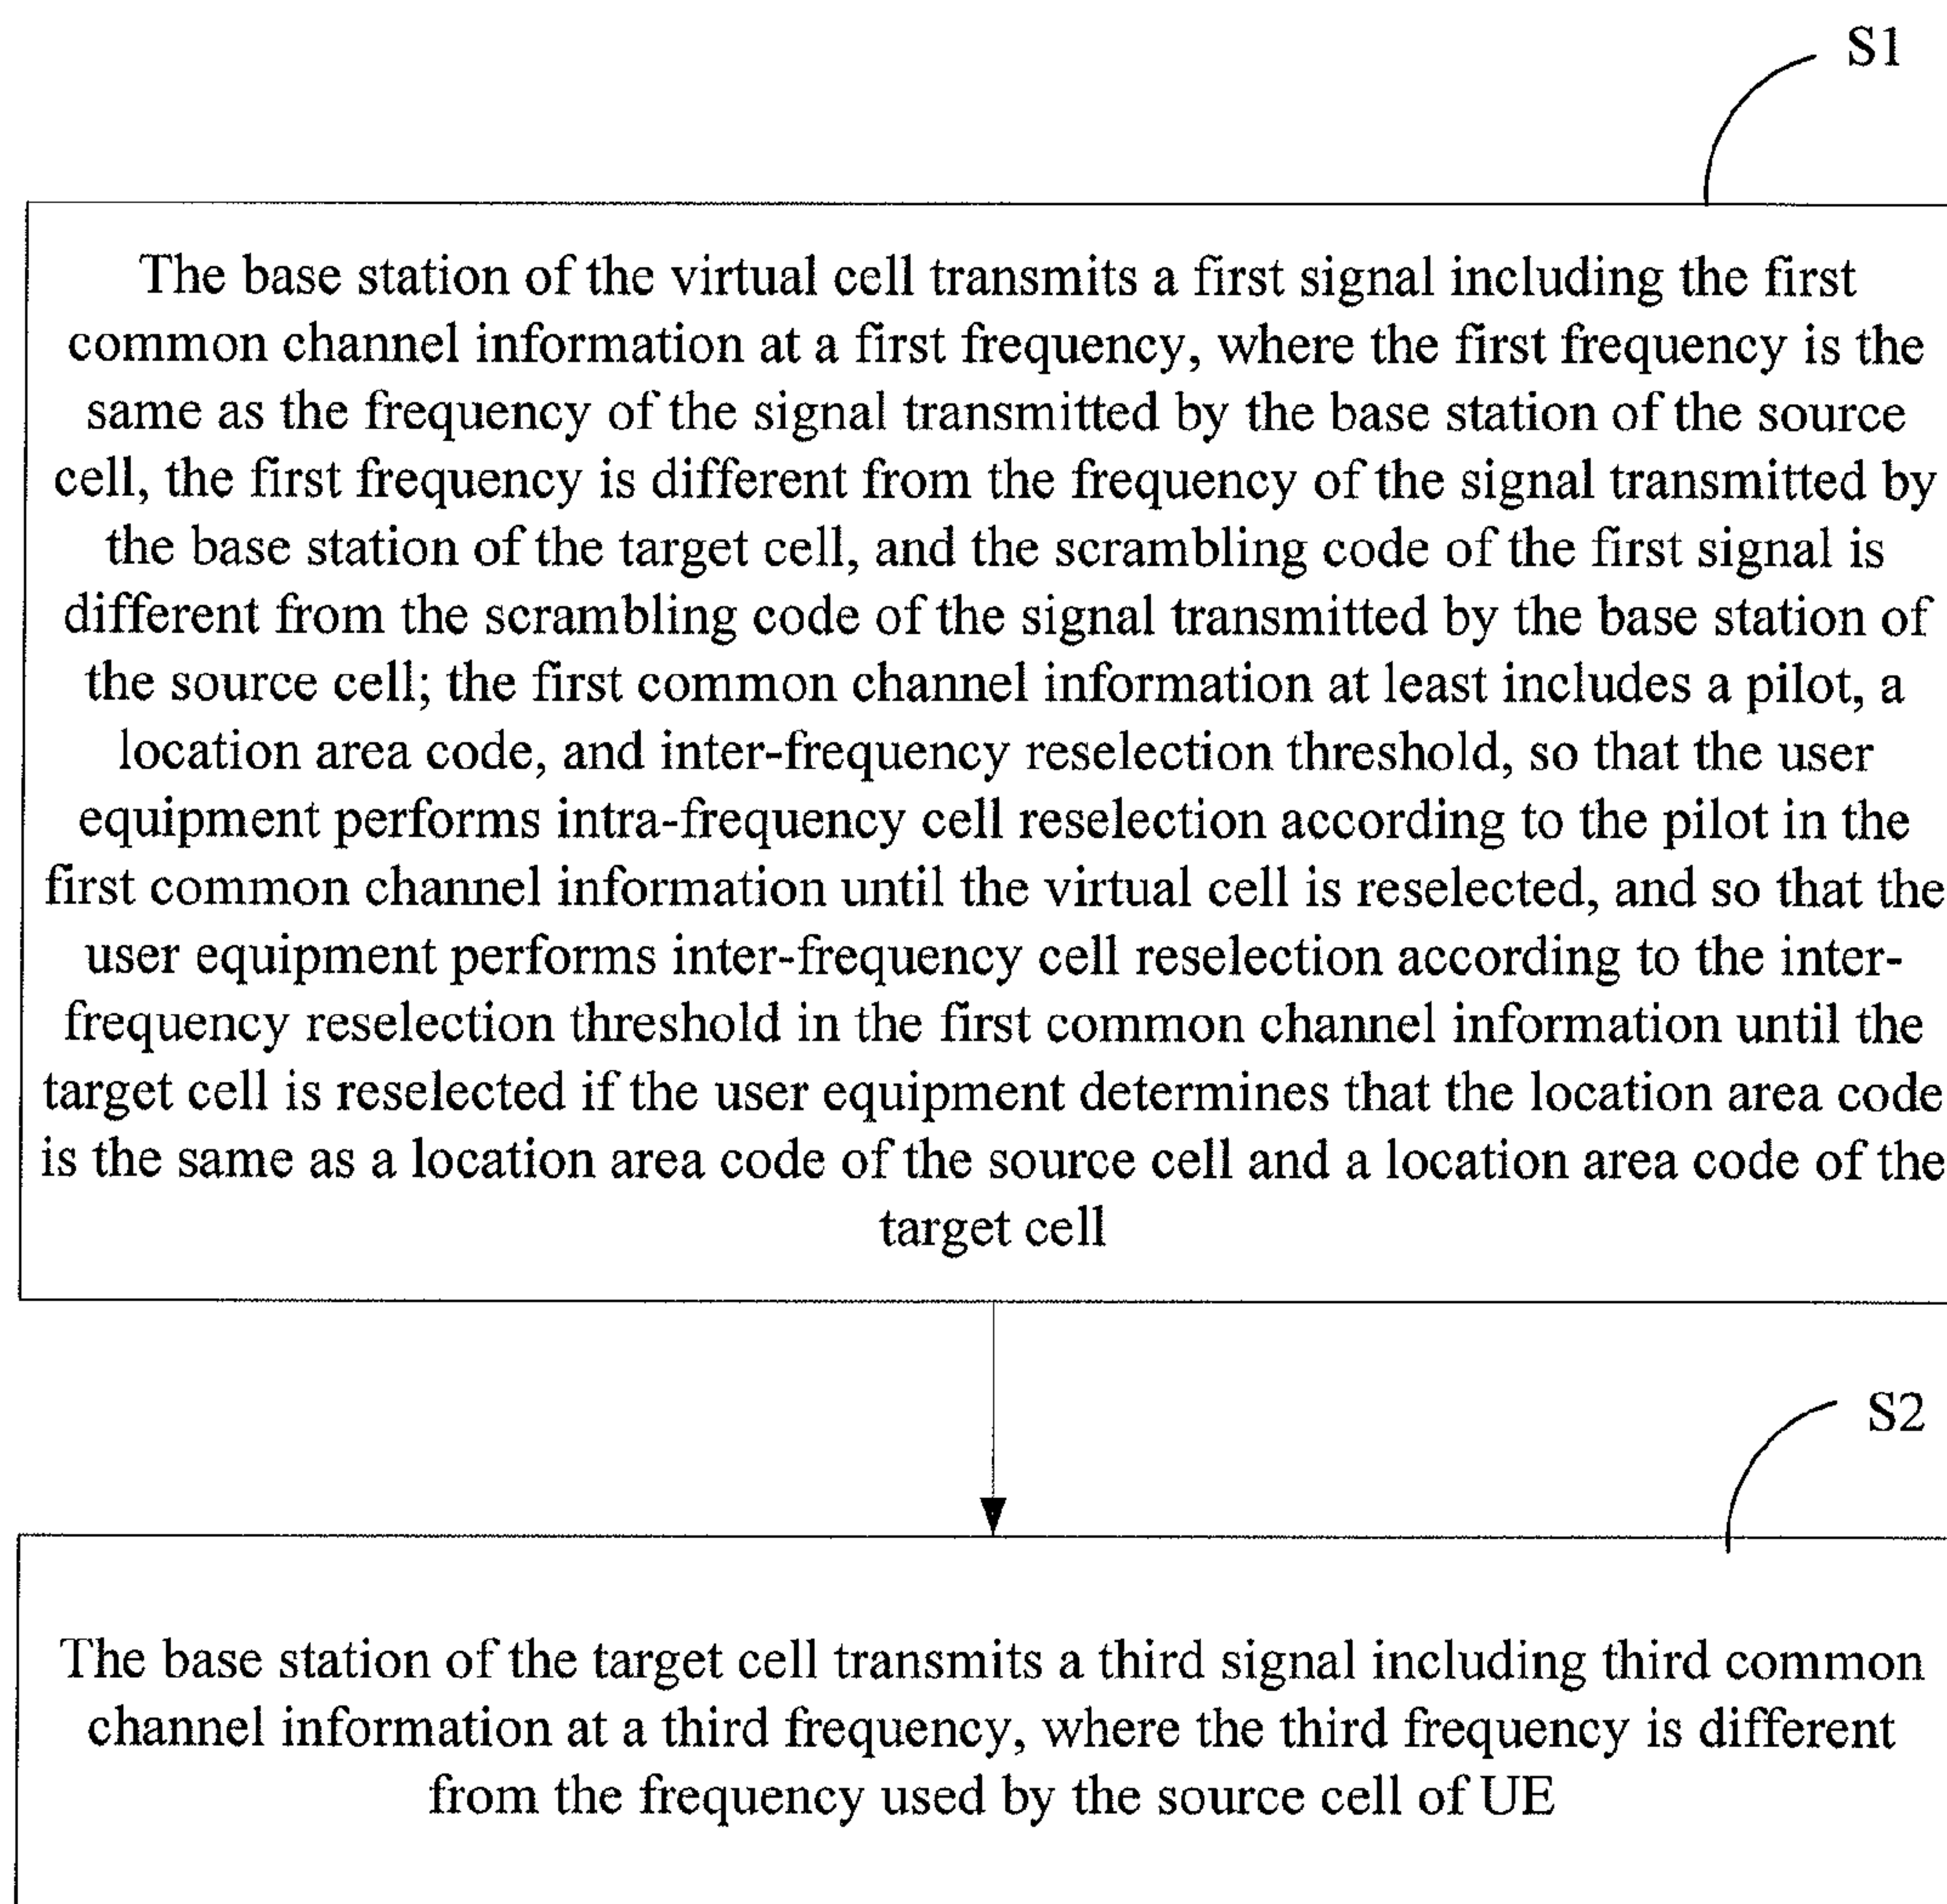 S1
The base station of the virtual cell transmits a first signal including the first
common channel information at a first frequency, where the first frequency is the
same as the frequency of the signal transmitted by the base station of the source
cell, the first frequency is different from the frequency of the signal transmitted by
the base station of the target cell, and the scrambling code of the first signal is
different from the scrambling code of the signal transmitted by the base station of
the source cell; the first common channel information at least includes a pilot, a
location area code, and inter-frequency reselection threshold, so that the user
equipment performs intra-frequency cell reselection according to the pilot in the
first common channel information until the virtual cell is reselected, and so that the
user equipment performs inter-frequency cell reselection according to the inter-
frequency reselection threshold in the first common channel information until the
target cell is reselected if the user equipment determines that the location area code
is the same as a location area code of the source cell and a location area code of the
target cell
S2
The base station of the target cell transmits a third signal including third common
channel information at a third frequency, where the third frequency is different
from the frequency used by the source cell of UE